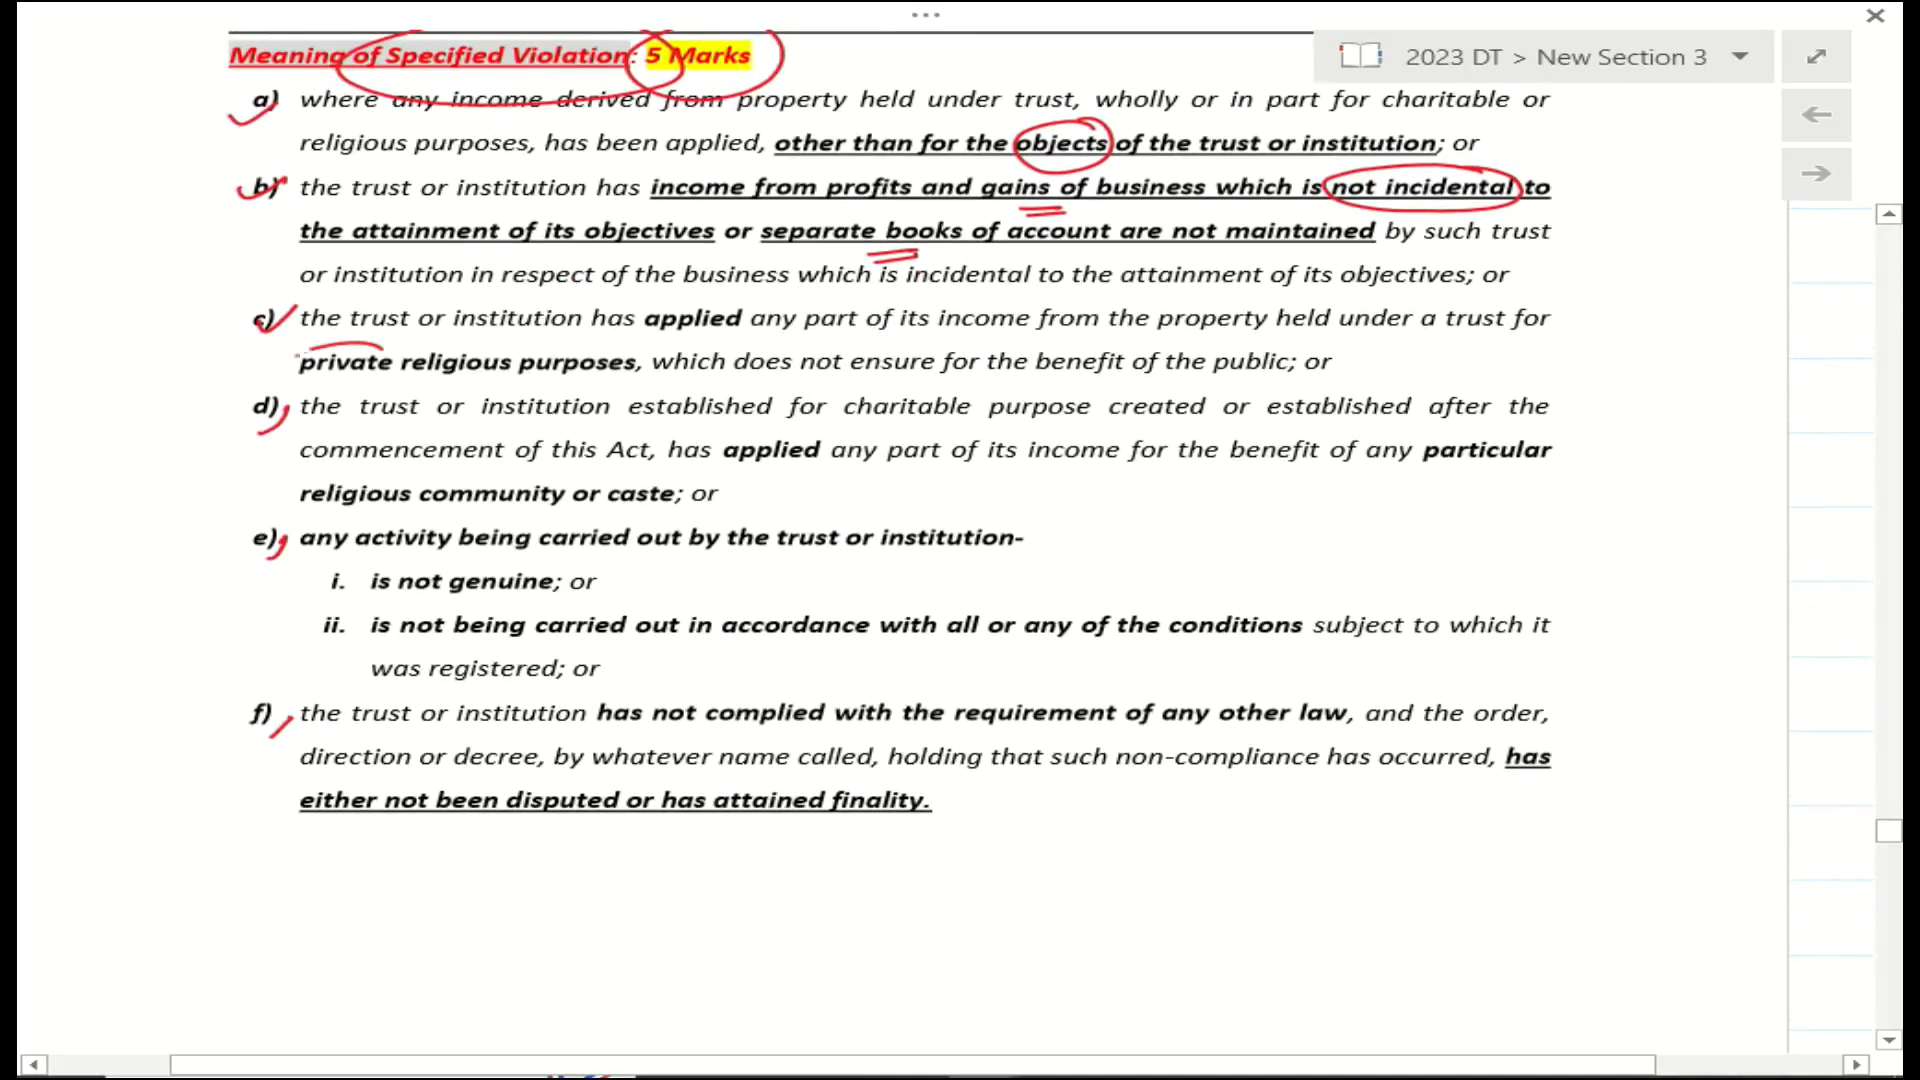 Meaning of Specified Violation: 5 Marks
2023 DT > New Section 3
a) where any income derived from property held under trust, wholly or in part for charitable or
religious purposes, has been applied, other than for the objects of the trust or institution; or
b) the trust or institution has income from profits and gains of business which is not incidental to
the attainment of its objectives or separate books of account are not maintained by such trust
or institution in respect of the business which is incidental to the attainment of its objectives; or
c) the trust or institution has applied any part of its income from the property held under a trust for
private religious purposes, which does not ensure for the benefit of the public; or
d) the trust or institution established for charitable purpose created or established after the
commencement of this Act, has applied any part of its income for the benefit of any particular
religious community or caste; or
e) any activity being carried out by the trust or institution-
i. is not genuine; or
ii. is not being carried out in accordance with all or any of the conditions subject to which it
was registered; or
f) the trust or institution has not complied with the requirement of any other law, and the order,
direction or decree, by whatever name called, holding that such non-compliance has occurred, has
either not been disputed or has attained finality.